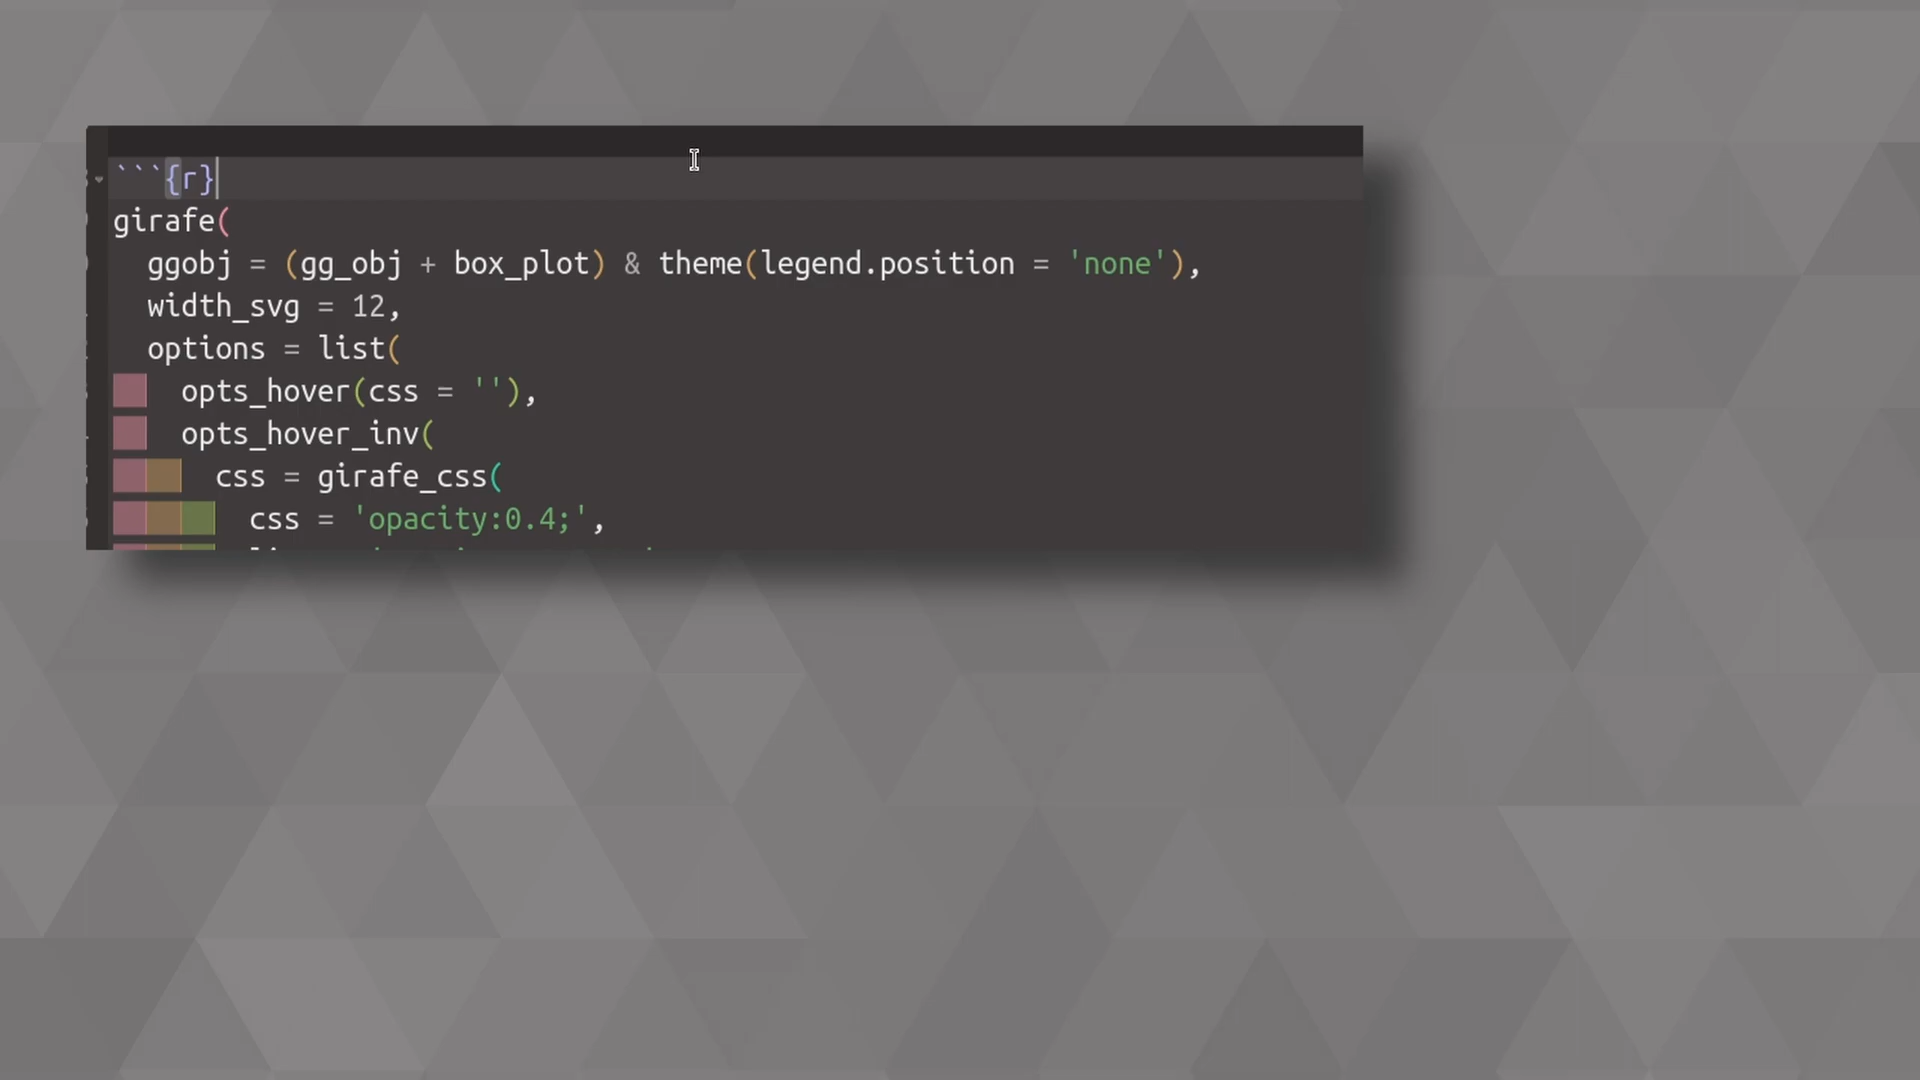 ```{r}
girafe(
ggobj = (gg_obj + box_plot) & theme(legend.position = 'none'),
width_svg = 12,
options = list(
opts_hover(css = ''),
opts_hover_inv(
css = girafe_css(
css = 'opacity:0.4;',